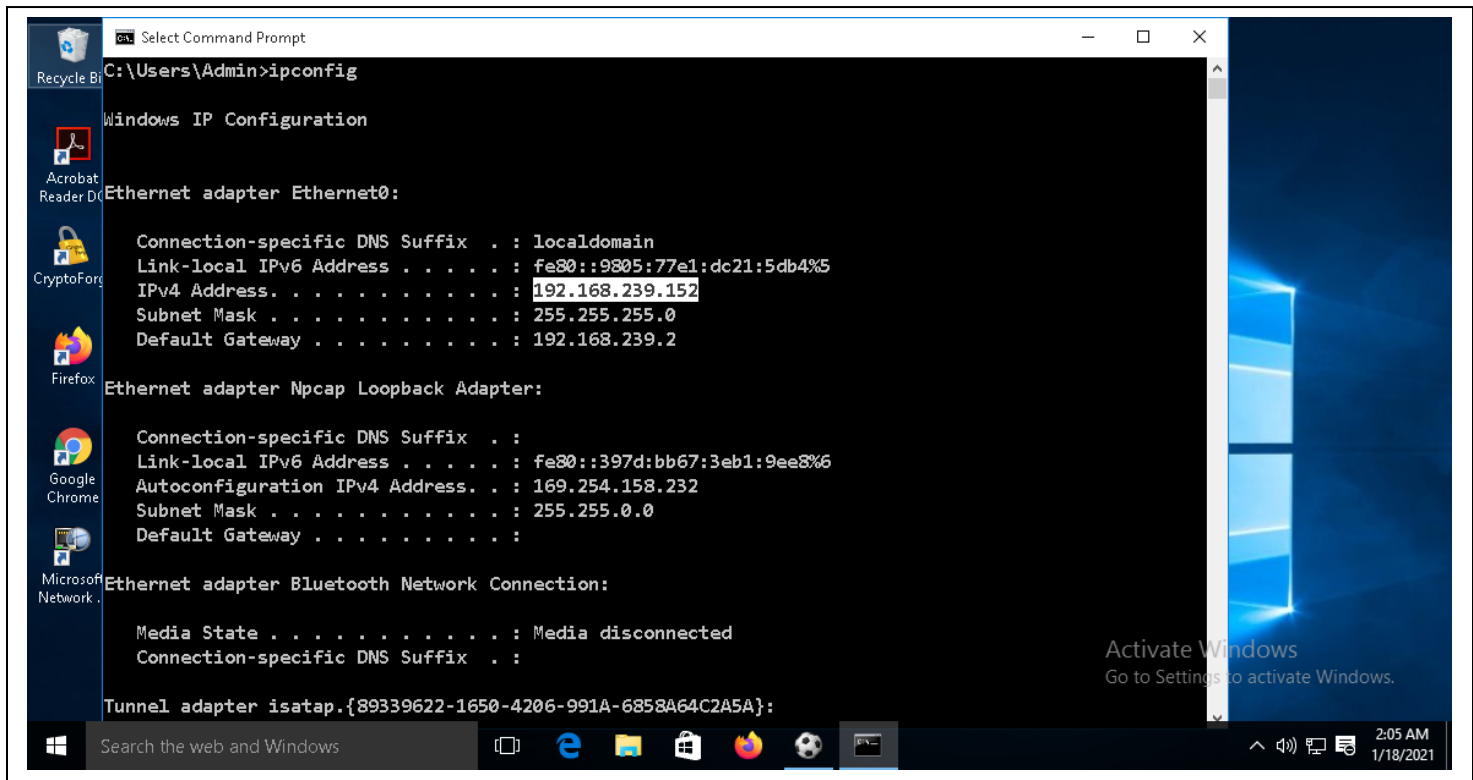 Select Command Prompt
Recycle Bi
C:\Users\Admin>ipconfig
Windows IP Configuration
Acrobat
Reader DC
Ethernet adapter Ethernet0:
Connection-specific DNS Suffix  . : localdomain
Link-local IPv6 Address . . . . . : fe80::9805:77e1:dc21:5db4%5
CryptoForg
IPv4 Address. . . . . . . . . . . : 192.168.239.152
Subnet Mask . . . . . . . . . . . : 255.255.255.0
Default Gateway . . . . . . . . . : 192.168.239.2
Firefox
Ethernet adapter Npcap Loopback Adapter:
Connection-specific DNS Suffix  . :
Link-local IPv6 Address . . . . . : fe80::397d:bb67:3eb1:9ee8%6
Google
Chrome
Autoconfiguration IPv4 Address. . : 169.254.158.232
Subnet Mask . . . . . . . . . . . : 255.255.0.0
Default Gateway . . . . . . . . . :
Microsoft
Network .
Ethernet adapter Bluetooth Network Connection:
Media State . . . . . . . . . . . : Media disconnected
Connection-specific DNS Suffix  . :
Activate Windows
Go to Settings to activate Windows.
Tunnel adapter isatap.{89339622-1650-4206-991A-6858A64C2A5A}:
Search the web and Windows
2:05 AM
1/18/2021